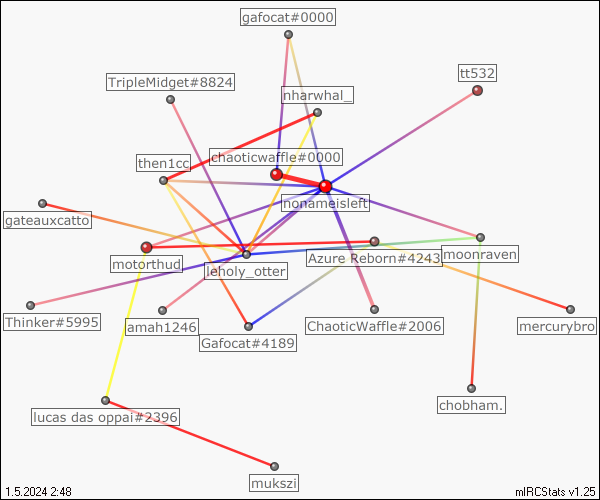 gafocat#0000
tt532
TripleMidget#8824
nharwhal_
chaoticwaffle#0000
then1cc
nonameisleft
gateauxcatto
motorthud
ieholy_otter
Azure Reborn#4243
moonraven
Thinker#5995
amah1246
Gafocat#4189
ChaoticWaffle#2006
mercurybro
lucas das oppai#2396
chobham.
mukszi
1.5.2024 2:48
mIRCStats v1.25